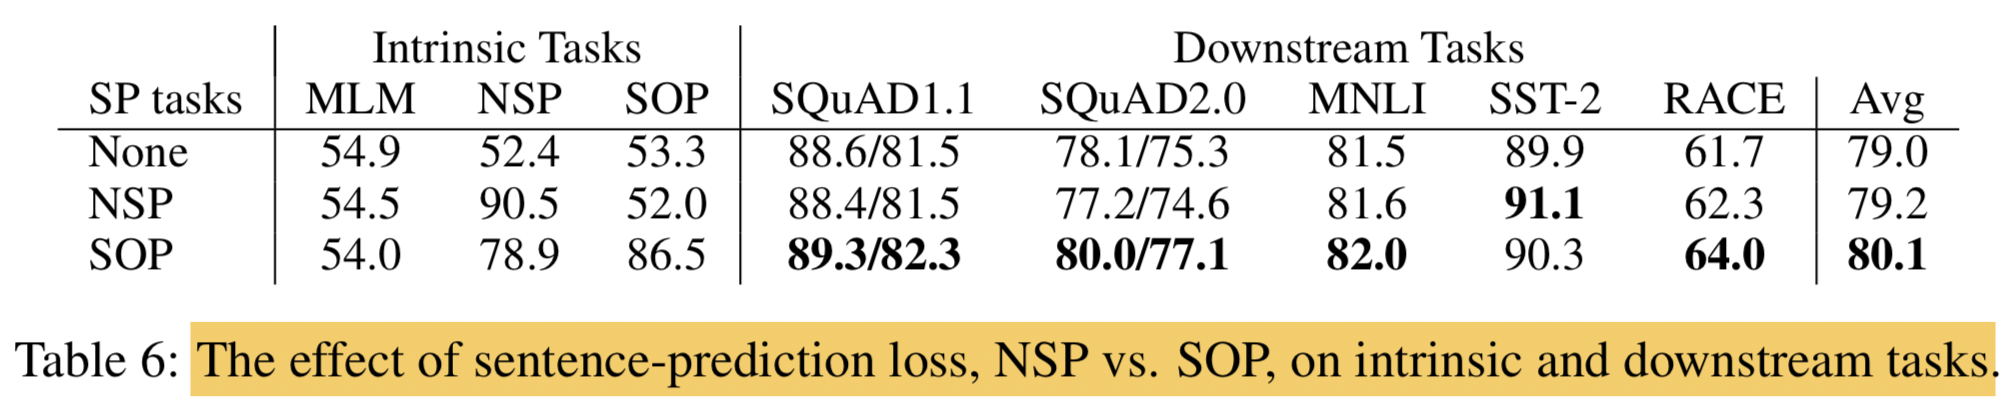 Intrinsic Tasks Downstream Tasks
SP tasks MLM NSP SOP SQuAD1.1 SQuAD2.0 MNLI SST-2 RACE Avg
None 54.9 52.4 53.3 88.6/81.5 78.1/75.3 81.5 89.9 61.7 79.0
NSP 54.5 90.5 52.0 88.4/81.5 77.2/74.6 81.6 91.1 62.3 79.2
SOP 54.0 78.9 86.5 89.3/82.3 80.0/77.1 82.0 90.3 64.0 80.1
Table 6: The effect of sentence-prediction loss, NSP vs. SOP, on intrinsic and downstream tasks.